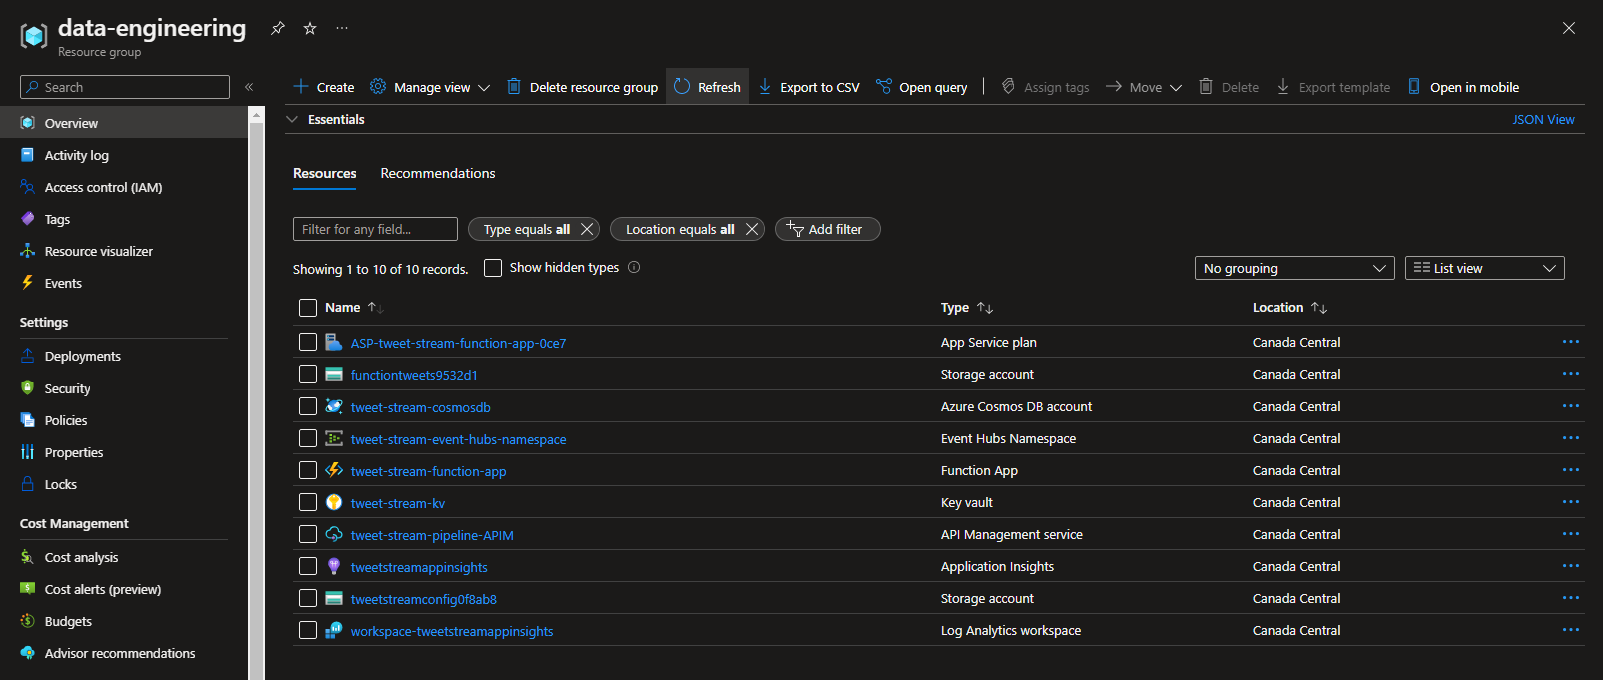 data-engineering
Resource group
Search
Create Manage view Delete resource group Refresh Export to CSV Open query Assign tags Move Delete Export template Open in mobile
Overview
Activity log
Access control (IAM)
Tags
Resource visualizer
Events
Settings
Deployments
Security
Policies
Properties
Locks
Cost Management
Cost analysis
Cost alerts (preview)
Budgets
Advisor recommendations
Essentials JSON View
Resources Recommendations
Filter for any field... Type equals all Location equals all Add filter
Showing 1 to 10 of 10 records. Show hidden types No grouping List view
Name Type Location
ASP-tweet-stream-function-app-0ce7 App Service plan Canada Central
functiontweets9532d1 Storage account Canada Central
tweet-stream-cosmosdb Azure Cosmos DB account Canada Central
tweet-stream-event-hubs-namespace Event Hubs Namespace Canada Central
tweet-stream-function-app Function App Canada Central
tweet-stream-kv Key vault Canada Central
tweet-stream-pipeline-APIM API Management service Canada Central
tweetstreamappinsights Application Insights Canada Central
tweetstreamconfig0f8ab8 Storage account Canada Central
workspace-tweetstreamappinsights Log Analytics workspace Canada Central